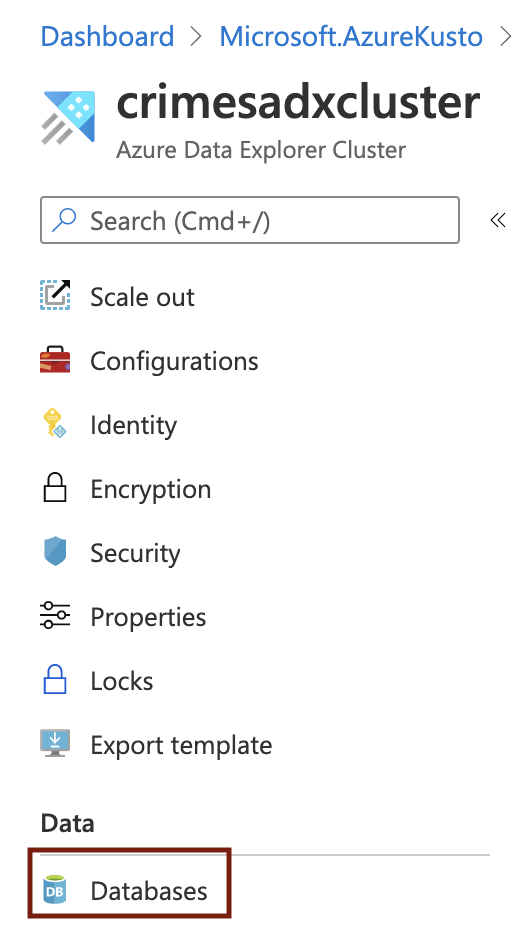 Dashboard > Microsoft.AzureKusto >
crimesadxcluster
Azure Data Explorer Cluster
Search (Cmd+/) «
Scale out
Configurations
Identity
Encryption
Security
Properties
Locks
Export template
Data
DB Databases